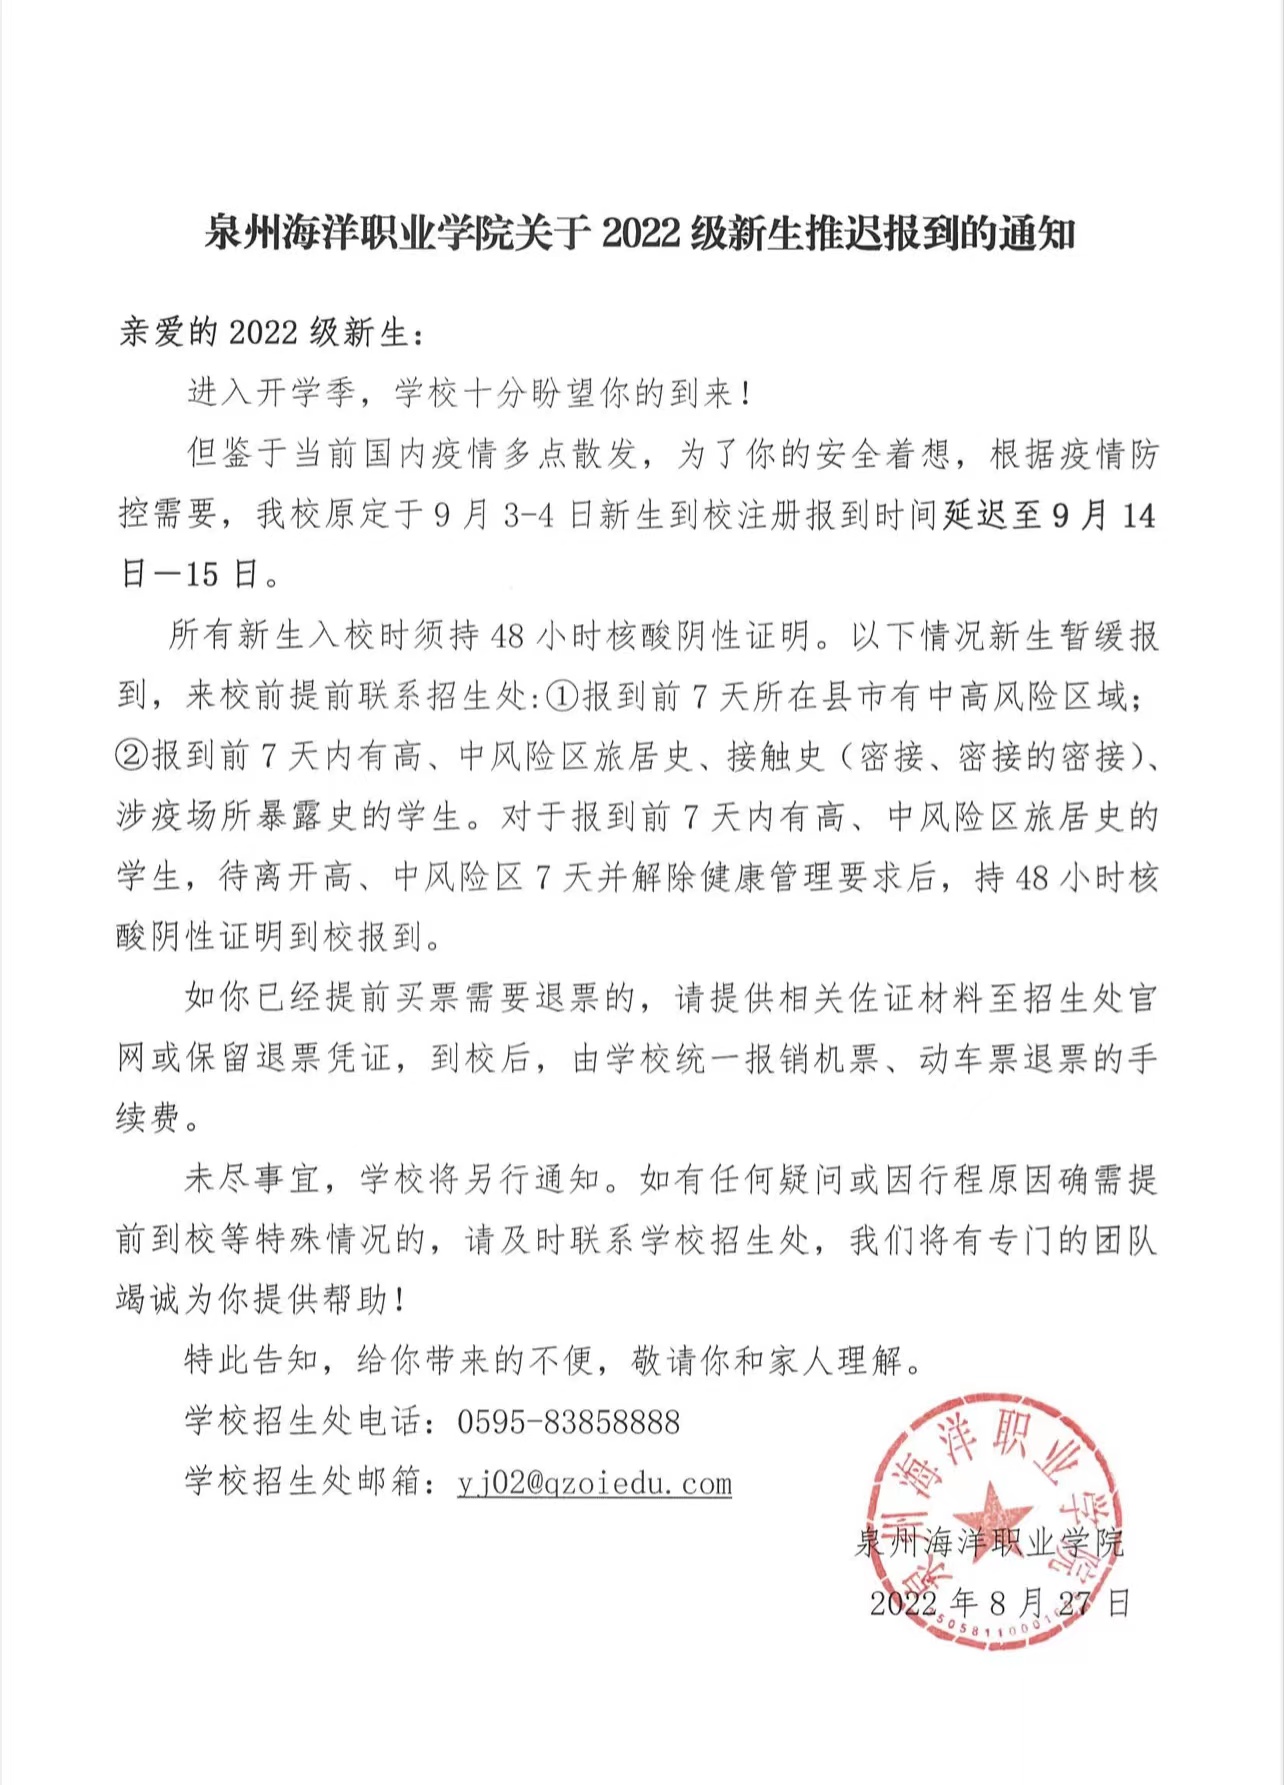 泉州海洋职业学院关于 2022 级新生推迟报到的通知
亲爱的 2022 级新生：
进入开学季，学校十分盼望你的到来！
但鉴于当前国内疫情多点散发，为了你的安全着想，根据疫情防
控需要，我校原定于 9 月 3-4 日新生到校注册报到时间延迟至 9 月 14
日—15 日。
所有新生入校时须持 48 小时核酸阴性证明。以下情况新生暂缓报
到，来校前提前联系招生处:①报到前 7 天所在县市有中高风险区域；
②报到前 7 天内有高、中风险区旅居史、接触史（密接、密接的密接）、
涉疫场所暴露史的学生。对于报到前 7 天内有高、中风险区旅居史的
学生，待离开高、中风险区 7 天并解除健康管理要求后，持 48 小时核
酸阴性证明到校报到。
如你已经提前买票需要退票的，请提供相关佐证材料至招生处官
网或保留退票凭证，到校后，由学校统一报销机票、动车票退票的手
续费。
未尽事宜，学校将另行通知。如有任何疑问或因行程原因确需提
前到校等特殊情况的，请及时联系学校招生处，我们将有专门的团队
竭诚为你提供帮助！
特此告知，给你带来的不便，敬请你和家人理解。
学校招生处电话：0595-83858888
学校招生处邮箱：yj02@qzoiedu.com
泉州海洋职业学院
泉州海洋职业学院
2022 年 8 月 27 日